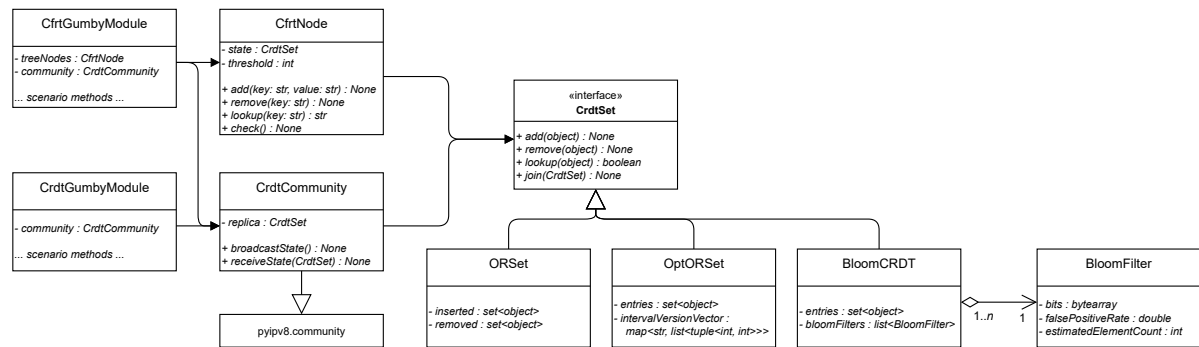 CfrtGumbyModule
- treeNodes : CfrtNode
- community : CrdtCommunity
... scenario methods ...
CfrtNode
- state : CrdtSet
- threshold : int
+ add(key: str, value: str) : None
+ remove(key: str) : None
+ lookup(key: str) : str
+ check() : None
«interface»
CrdtSet
+ add(object) : None
+ remove(object) : None
+ lookup(object) : boolean
+ join(CrdtSet) : None
CrdtGumbyModule
- community : CrdtCommunity
... scenario methods ...
CrdtCommunity
- replica : CrdtSet
+ broadcastState() : None
+ receiveState(CrdtSet) : None
pyipv8.community
ORSet
- inserted : set<object>
- removed : set<object>
OptORSet
- entries : set<object>
- intervalVersionVector :
map<str, list<tuple<int, int>>>
BloomCRDT
- entries : set<object>
- bloomFilters : list<BloomFilter>
1..n
1
BloomFilter
- bits : bytearray
- falsePositiveRate : double
- estimatedElementCount : int